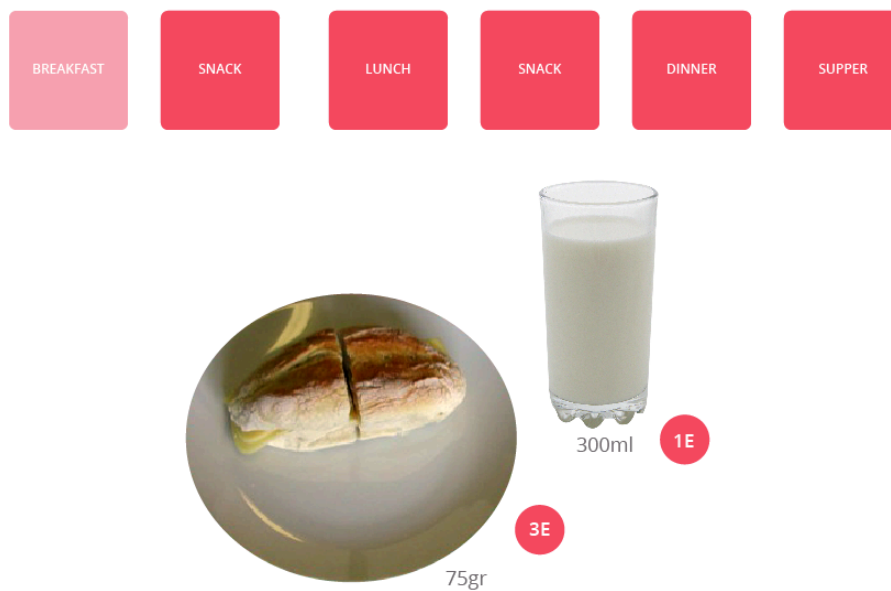 BREAKFAST
SNACK
LUNCH
SNACK
DINNER
SUPPER
300ml
1E
3E
75gr